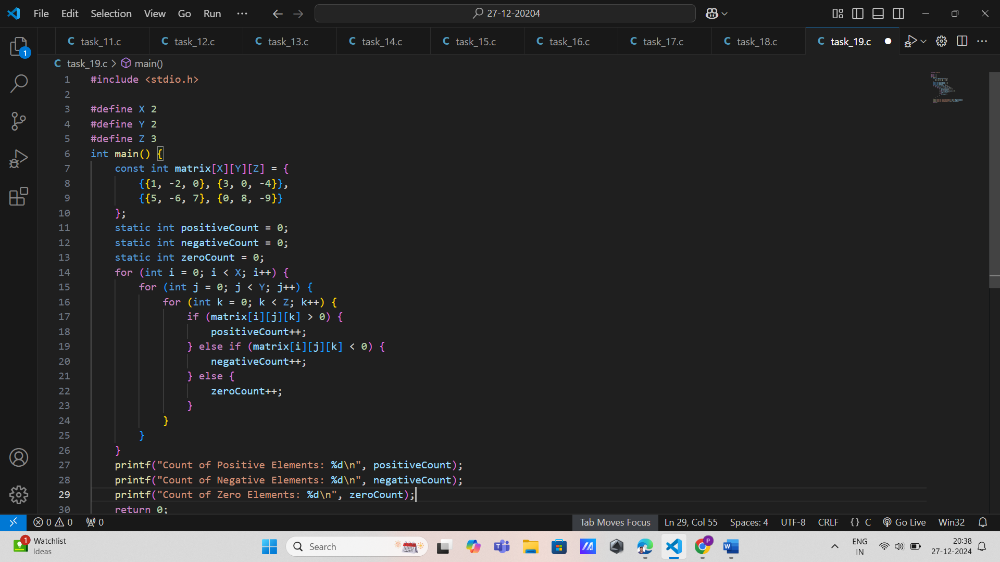 File Edit Selection View Go Run ··· 27-12-20204
task_11.c task_12.c task_13.c task_14.c task_15.c task_16.c task_17.c task_18.c task_19.c
task_19.c > main()
1 #include <stdio.h>
2
3 #define X 2
4 #define Y 2
5 #define Z 3
6 int main() {
7 const int matrix[X][Y][Z] = {
8 {{1, -2, 0}, {3, 0, -4}},
9 {{5, -6, 7}, {0, 8, -9}}
10 };
11 static int positiveCount = 0;
12 static int negativeCount = 0;
13 static int zeroCount = 0;
14 for (int i = 0; i < X; i++) {
15 for (int j = 0; j < Y; j++) {
16 for (int k = 0; k < Z; k++) {
17 if (matrix[i][j][k] > 0) {
18 positiveCount++;
19 } else if (matrix[i][j][k] < 0) {
20 negativeCount++;
21 } else {
22 zeroCount++;
23 }
24 }
25 }
26 }
27 printf("Count of Positive Elements: %d\n", positiveCount);
28 printf("Count of Negative Elements: %d\n", negativeCount);
29 printf("Count of Zero Elements: %d\n", zeroCount);
30 return 0;
0 0 0 Tab Moves Focus Ln 29, Col 55 Spaces: 4 UTF-8 CRLF {} C Go Live Win32
1 Watchlist
Ideas
Search
ENG
IN
20:38
27-12-2024